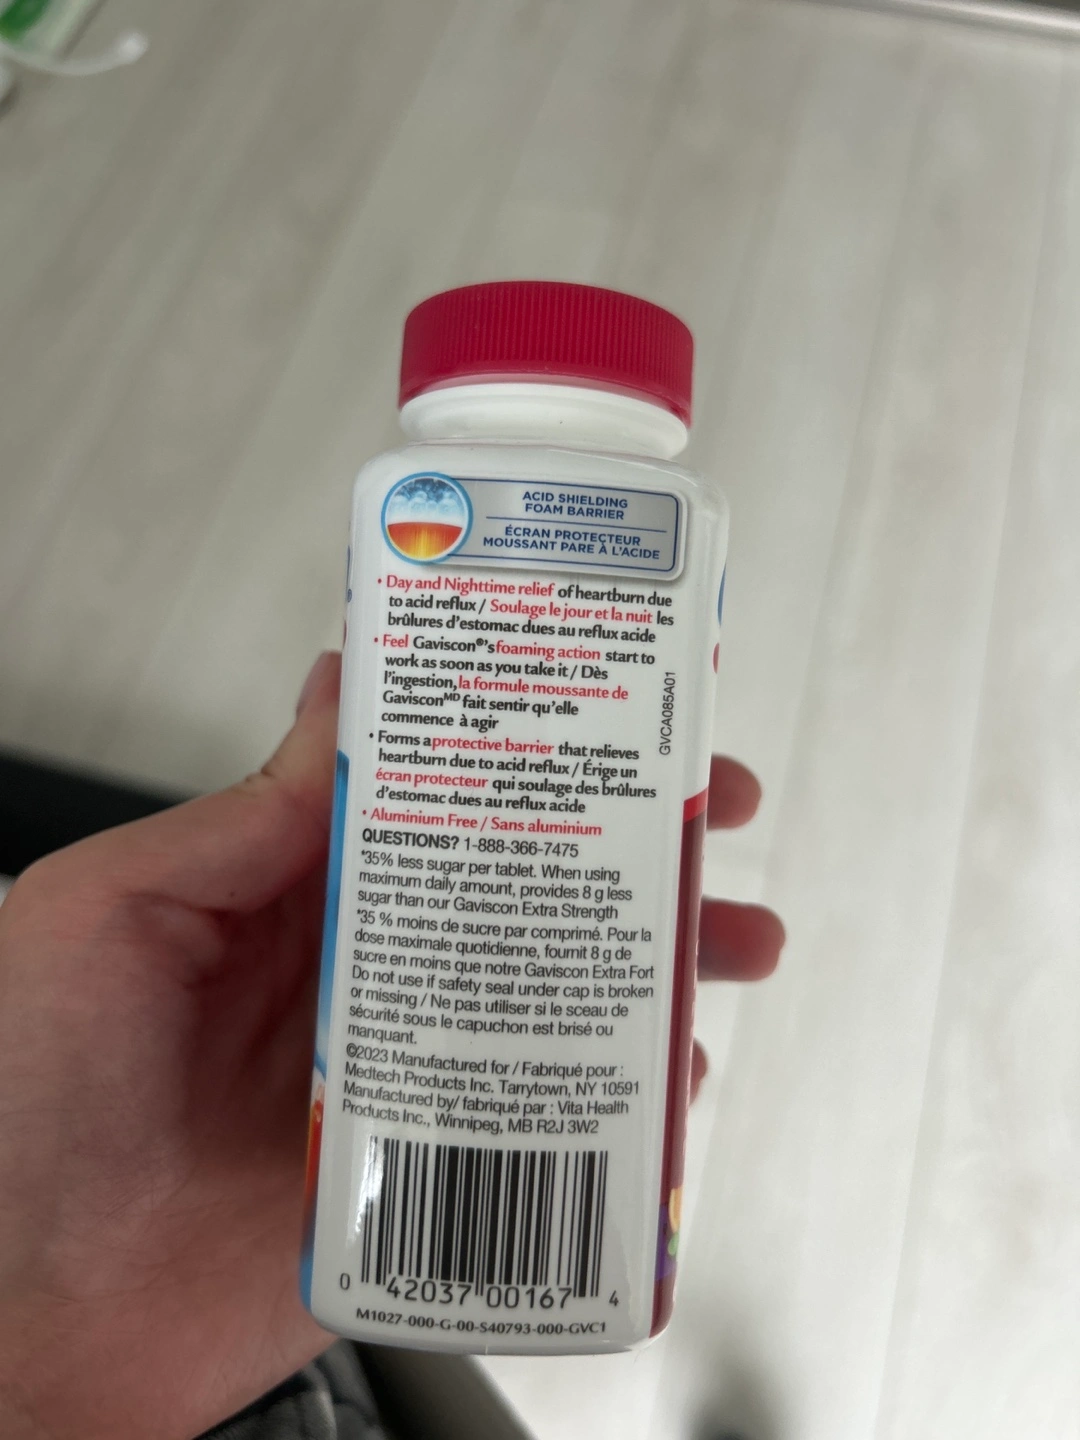 ACID SHIELDING
FOAM BARRIER
ÉCRAN PROTECTEUR
MOUSSANT PARE À L'ACIDE
• Day and Nighttime relief of heartburn due
to acid reflux / Soulage le jour et la nuit les
brûlures d'estomac dues au reflux acide
• Feel Gaviscon®'s foaming action start to
work as soon as you take it / Dès
l'ingestion, la formule moussante de
Gaviscon MD fait sentir qu'elle
commence à agir
• Forms a protective barrier that relieves
heartburn due to acid reflux / Érige un
écran protecteur qui soulage des brûlures
d'estomac dues au reflux acide
• Aluminium Free / Sans aluminium
QUESTIONS? 1-888-366-7475
*35% less sugar per tablet. When using
maximum daily amount, provides 8 g less
sugar than our Gaviscon Extra Strength
*35 % moins de sucre par comprimé. Pour la
dose maximale quotidienne, fournit 8 g de
sucre en moins que notre Gaviscon Extra Fort
Do not use if safety seal under cap is broken
or missing / Ne pas utiliser si le sceau de
sécurité sous le capuchon est brisé ou
manquant.
©2023 Manufactured for / Fabriqué pour :
Medtech Products Inc. Tarrytown, NY 10591
Manufactured by/ fabriqué par : Vita Health
Products Inc., Winnipeg, MB R2J 3W2
GVCA085A01
0 42037 00167 4
M1027-000-G-00-S40793-000-GVC1